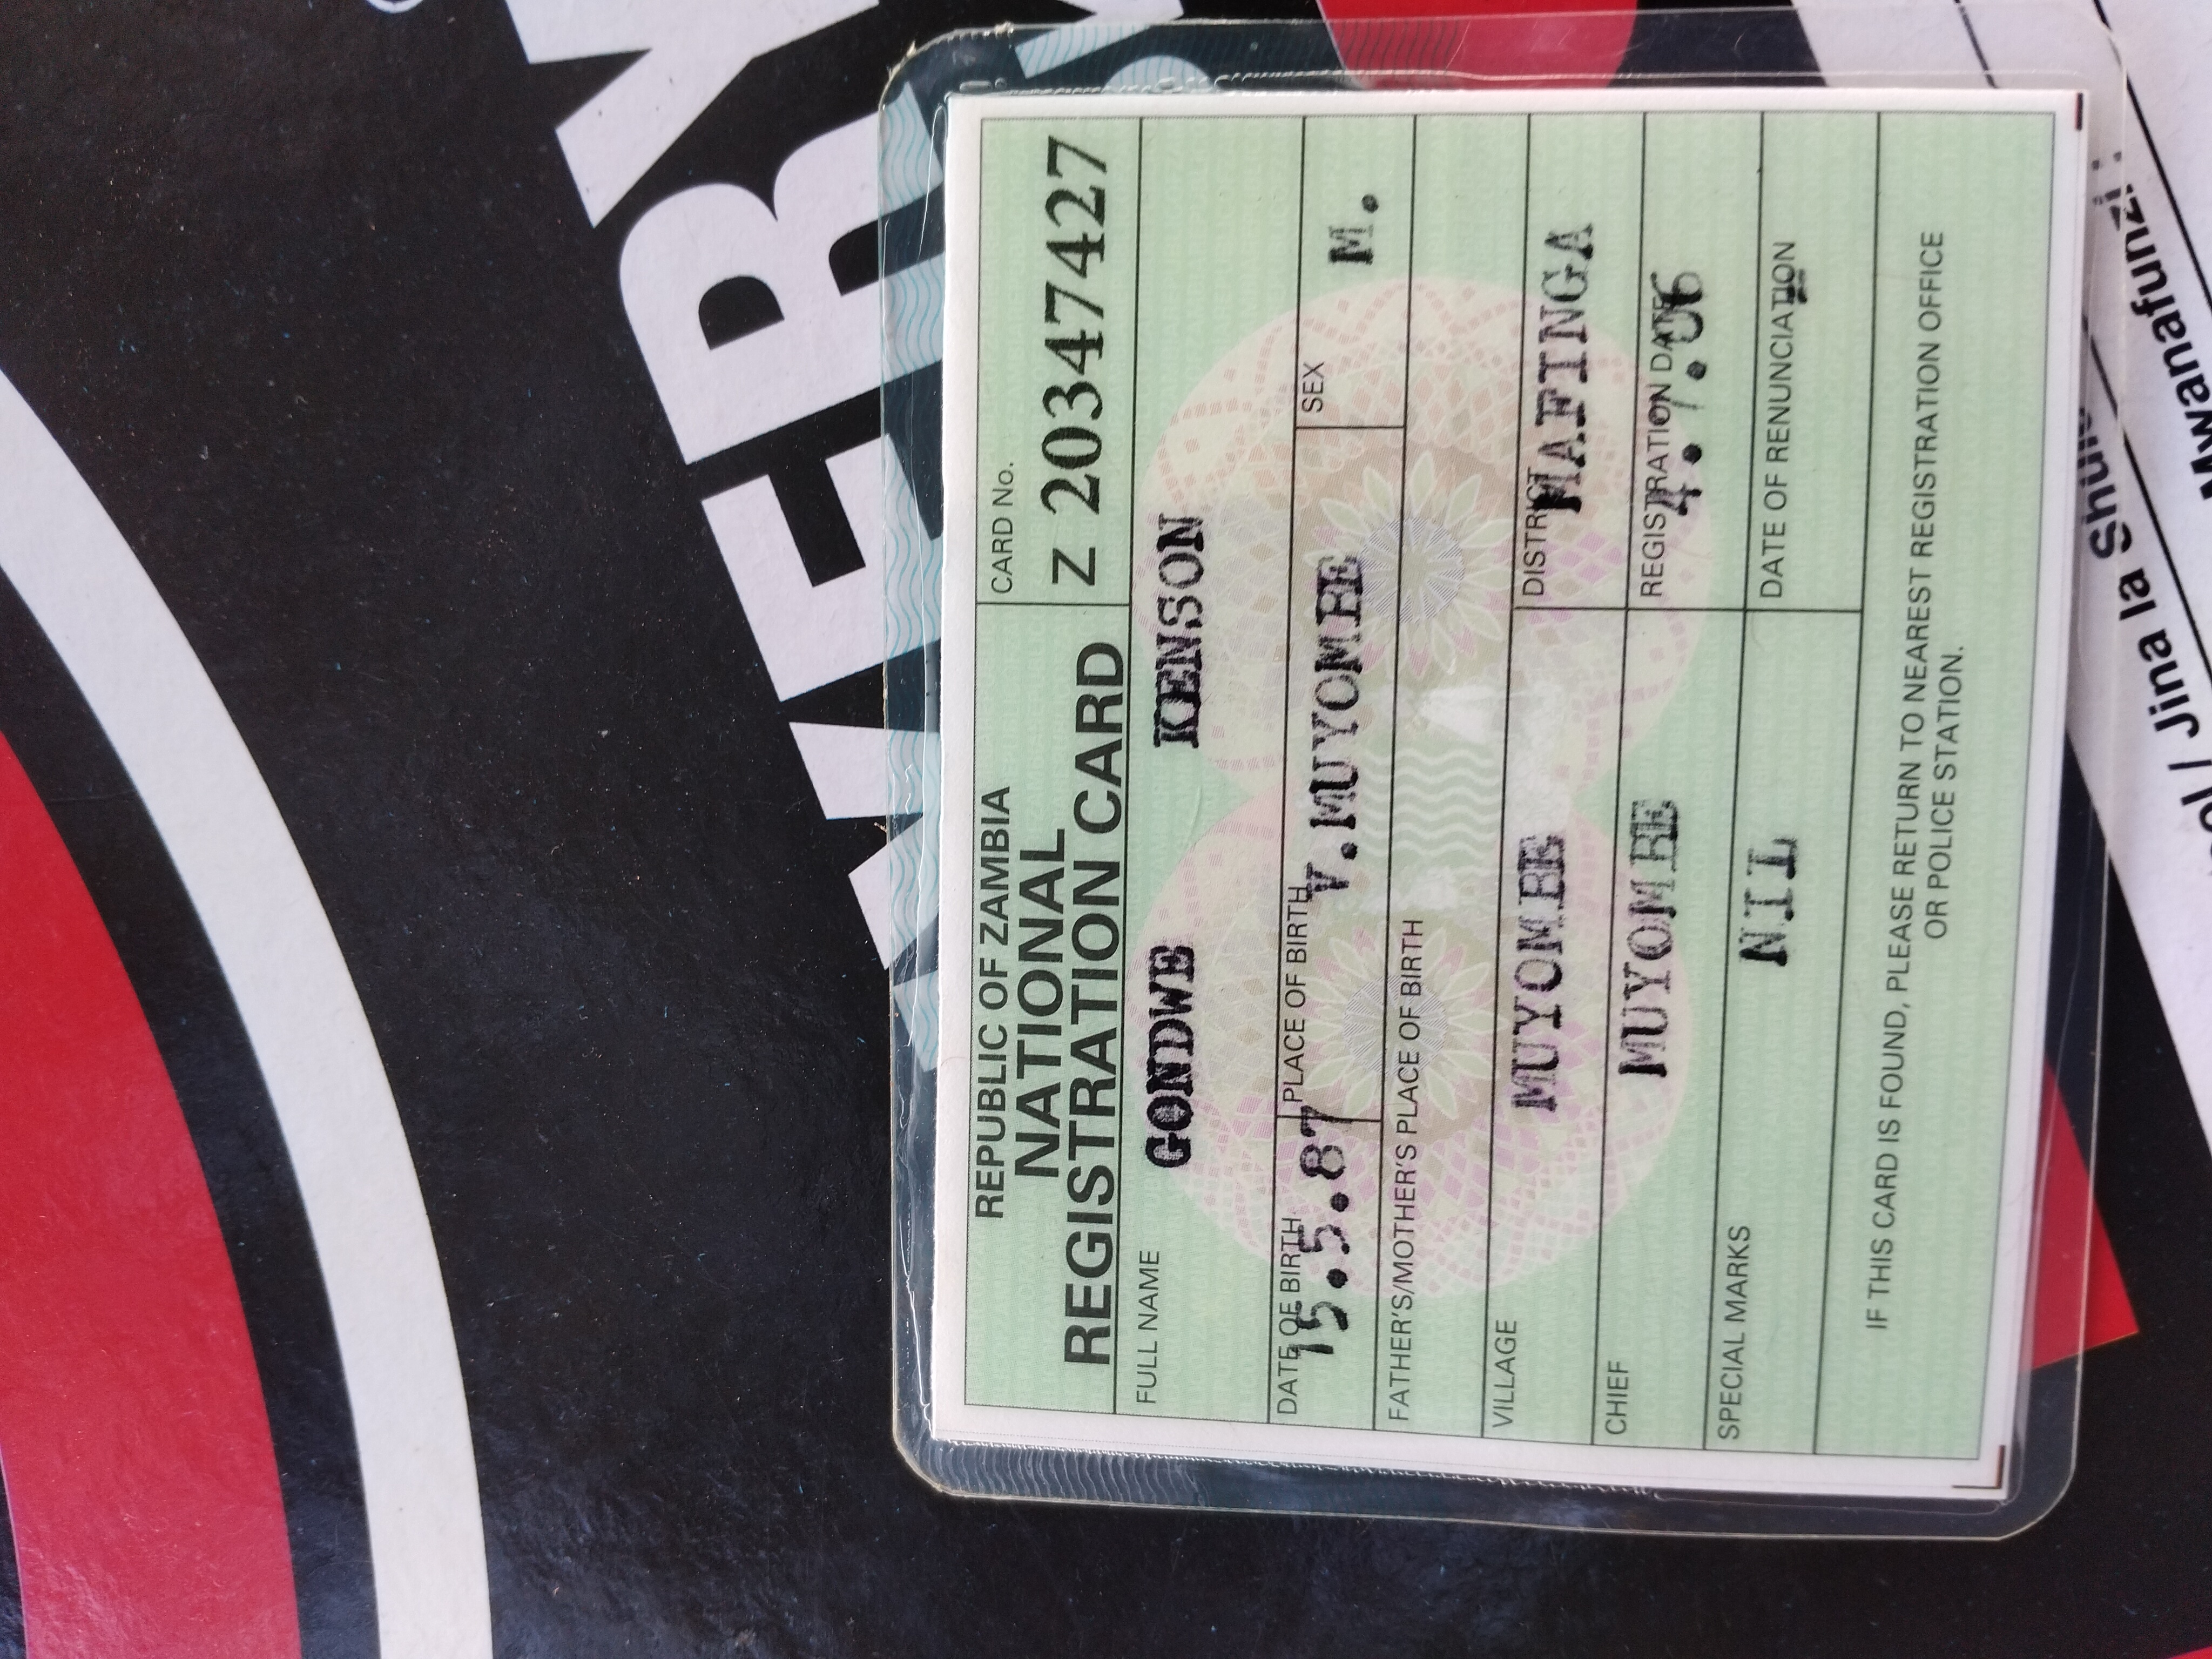 REPUBLIC OF ZAMBIA
NATIONAL
REGISTRATION CARD
CARD No.
Z 20347427
FULL NAME
GONDWE KENSON
DATE OF BIRTH PLACE OF BIRTH SEX
15.5.87 V.MUYOMBE M.
FATHER'S/MOTHER'S PLACE OF BIRTH
VILLAGE MUYOMBE DISTRICT MAFINGA
CHIEF MUYOMBE REGISTRATION DATE
SPECIAL MARKS NIL DATE OF RENUNCIATION
IF THIS CARD IS FOUND, PLEASE RETURN TO NEAREST REGISTRATION OFFICE
OR POLICE STATION.
Jina la Shule
Mwanafunzi